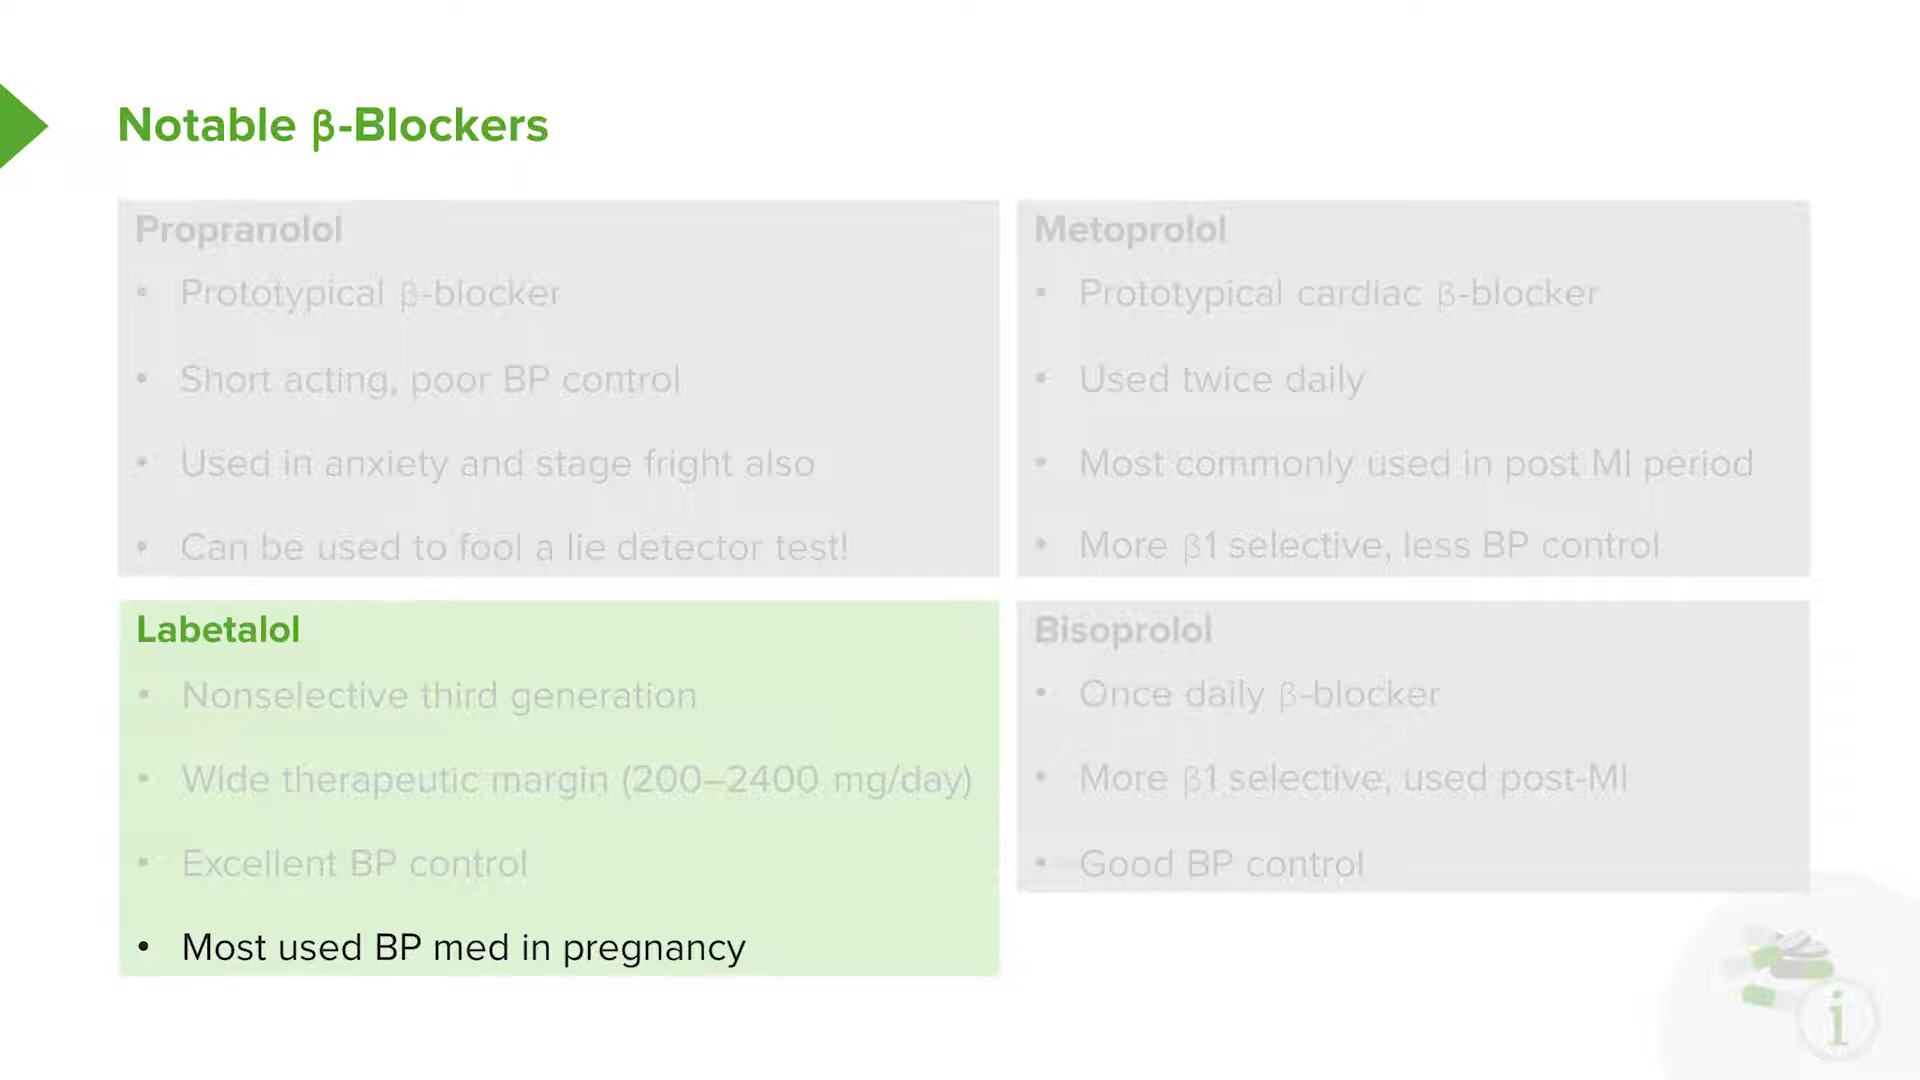 Notable β-Blockers
Propranolol
• Prototypical β-blocker
• Short acting, poor BP control
• Used in anxiety and stage fright also
• Can be used to fool a lie detector test!
Metoprolol
• Prototypical cardiac β-blocker
• Used twice daily
• Most commonly used in post MI period
• More β1 selective, less BP control
Labetalol
• Nonselective third generation
• Wide therapeutic margin (200–2400 mg/day)
• Excellent BP control
• Most used BP med in pregnancy
Bisoprolol
• Once daily β-blocker
• More β1 selective, used post-MI
• Good BP control
i